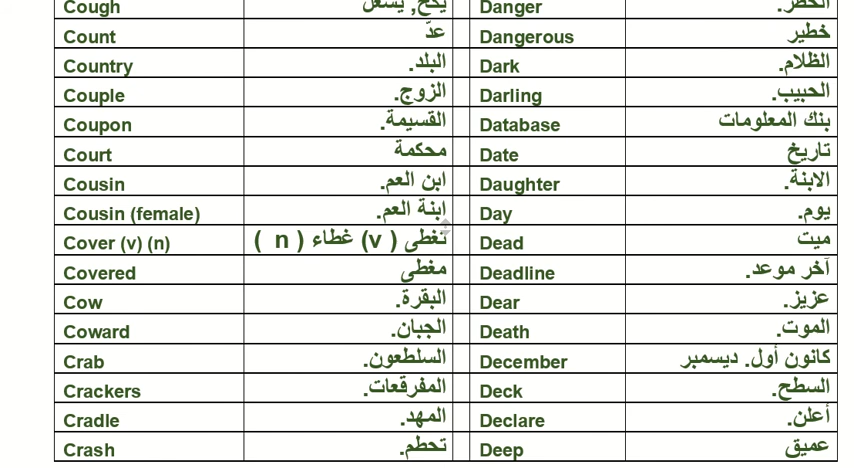 Cough يكح, يسعل Danger الخطر.
Count عدّ Dangerous خطير
Country البلد. Dark الظلام.
Couple الزوج. Darling الحبيب.
Coupon القسيمة. Database بنك المعلومات
Court محكمة Date تاريخ
Cousin ابن العم. Daughter الابنة.
Cousin (female) ابنة العم. Day يوم.
Cover (v) (n) تغطى ( v) غطاء ( n ) Dead ميت
Covered مغطى Deadline آخر موعد.
Cow البقرة. Dear عزيز.
Coward الجبان. Death الموت.
Crab السلطعون. December كانون أول. ديسمبر
Crackers المفرقعات. Deck السطح.
Cradle المهد. Declare أعلن.
Crash تحطم. Deep عميق